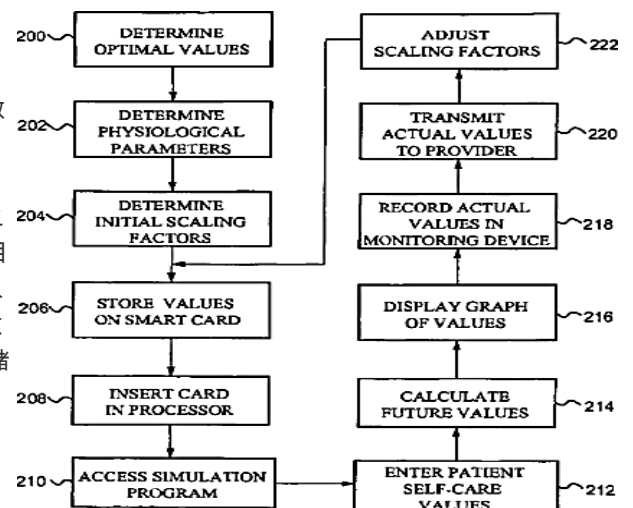 200
DETERMINE
OPTIMAL VALUES
202
DETERMINE
PHYSIOLOGICAL
PARAMETERS
204
DETERMINE
INITIAL SCALING
FACTORS
206
STORE VALUES
ON SMART CARD
208
INSERT CARD
IN PROCESSOR
210
ACCESS SIMULATION
PROGRAM
ENTER PATIENT
SELF-CARE
VALUES
212
CALCULATE
FUTURE VALUES
214
DISPLAY GRAPH
OF VALUES
216
RECORD ACTUAL
VALUES IN
MONITORING DEVICE
218
TRANSMIT
ACTUAL VALUES
TO PROVIDER
220
ADJUST
SCALING FACTORS
222